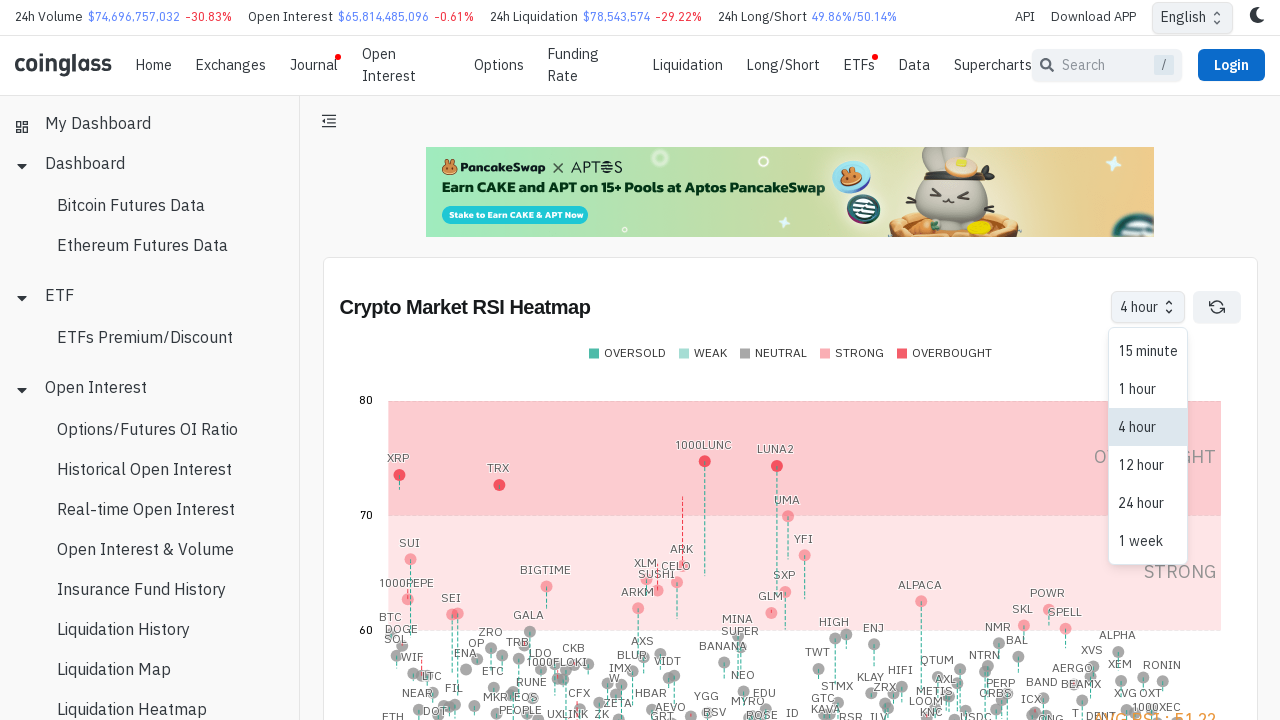 24h Volume $74,696,757,032 -30.83% Open Interest $65,814,485,096 -0.61% 24h Liquidation $78,543,574 -29.22% 24h Long/Short 49.86%/50.14% API Download APP English
coinglass Home Exchanges Journal Open Interest Options Funding Rate Liquidation Long/Short ETFs Data Supercharts Search / Login
My Dashboard
Dashboard
Bitcoin Futures Data
Ethereum Futures Data
ETF
ETFs Premium/Discount
Open Interest
Options/Futures OI Ratio
Historical Open Interest
Real-time Open Interest
Open Interest & Volume
Insurance Fund History
Liquidation History
Liquidation Map
Liquidation Heatmap
PancakeSwap × APTOS
Earn CAKE and APT on 15+ Pools at Aptos PancakeSwap
Stake to Earn CAKE & APT Now
Crypto Market RSI Heatmap
4 hour
15 minute
1 hour
4 hour
12 hour
24 hour
1 week
OVERSOLD WEAK NEUTRAL STRONG OVERBOUGHT
80
1000LUNC
LUNA2
XRP
TRX
UMA
70
YFI
SUI
ARK
XLM
CELO
BIGTIME
SUSHI
SXP
STRONG
1000PEPE
ALPACA
ARKM
GLM
POWR
SEI
SKL
SPELL
BTC
GALA
MINA
HIGH
60
DOGE
ZRO
SUPER
ENJ
NMR
SOL
OP
TRB
AXS
BAL
ALPHA
ENA
LDO
CKB
BLUR
BANANA
TWT
NTRN
XVS
WIF
1000FLOKI
VIDT
QTUM
XEM
RONIN
LTC
ETC
IMX
NEO
HIFI
AERGO
RUNE
W
KLAY
AXL
PERP
BAND
BEAMX
NEAR
FIL
MKR
EOS
CFX
HBAR
YGG
EDU
STMX
ZRX
METIS
ORBS
XVG
OXT
ZETA
MYRO
GTC
LOOM
ICX
ETH
DOT
PEOPLE
UXLINK
ZK
AEVO
GRT
BSV
ROSE
ID
KAVA
RSR
ILV
KNC
USDC
T
DENT
1000XEC